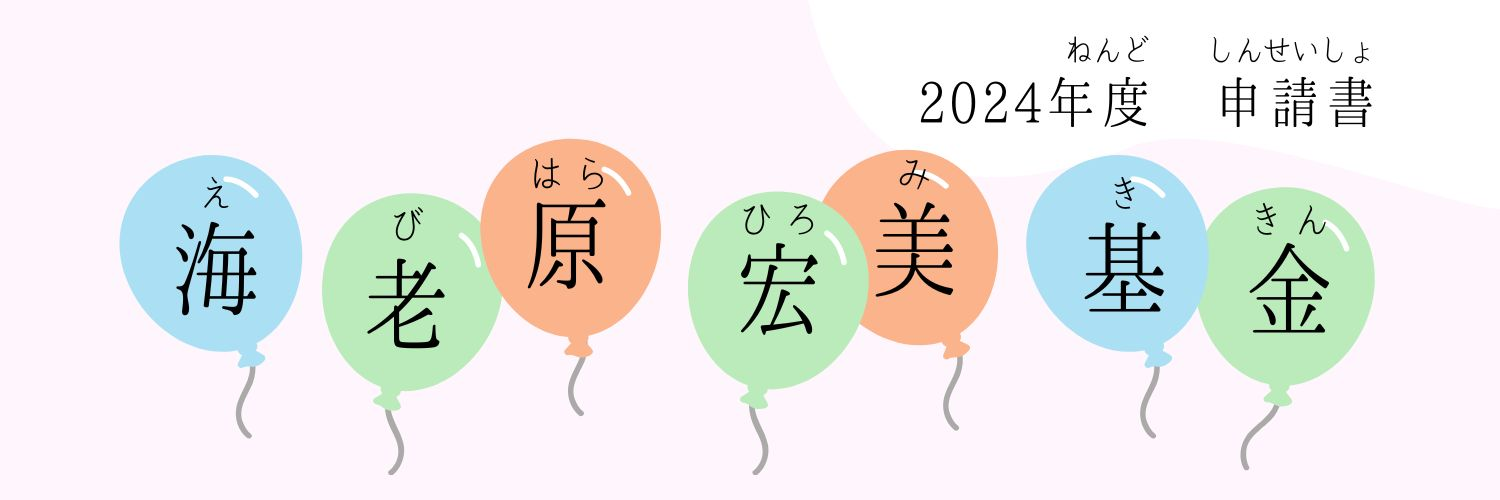 ねんど しんせいしょ
2024年度 申請書
え び はら ひろ み き きん
海老原宏美基金